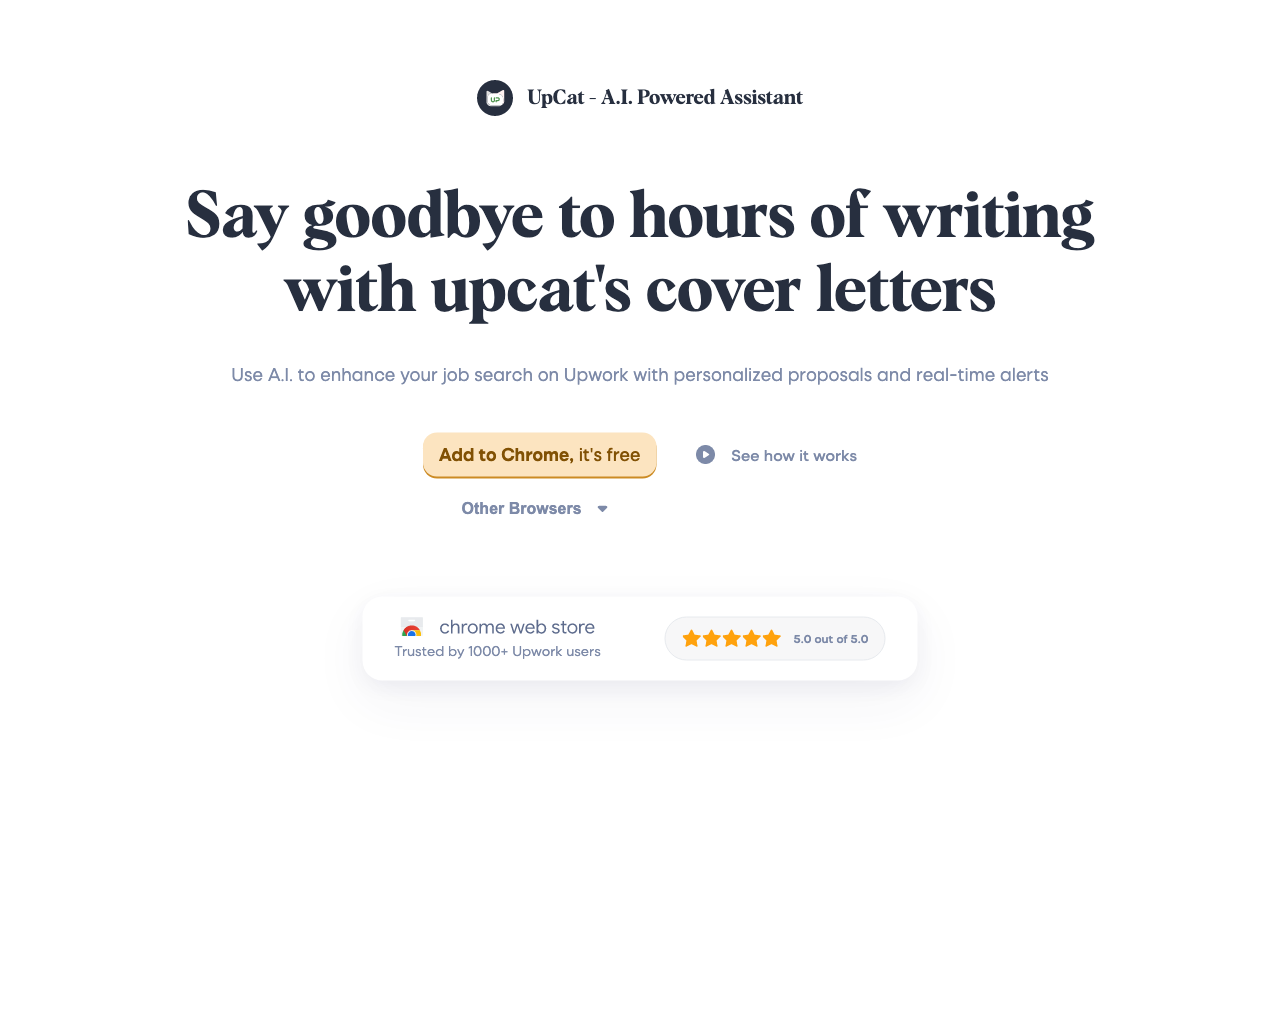 UP
UpCat - A.I. Powered Assistant
Say goodbye to hours of writing
with upcat's cover letters
Use A.I. to enhance your job search on Upwork with personalized proposals and real-time alerts
Add to Chrome, it's free
See how it works
Other Browsers
chrome web store
Trusted by 1000+ Upwork users
5.0 out of 5.0